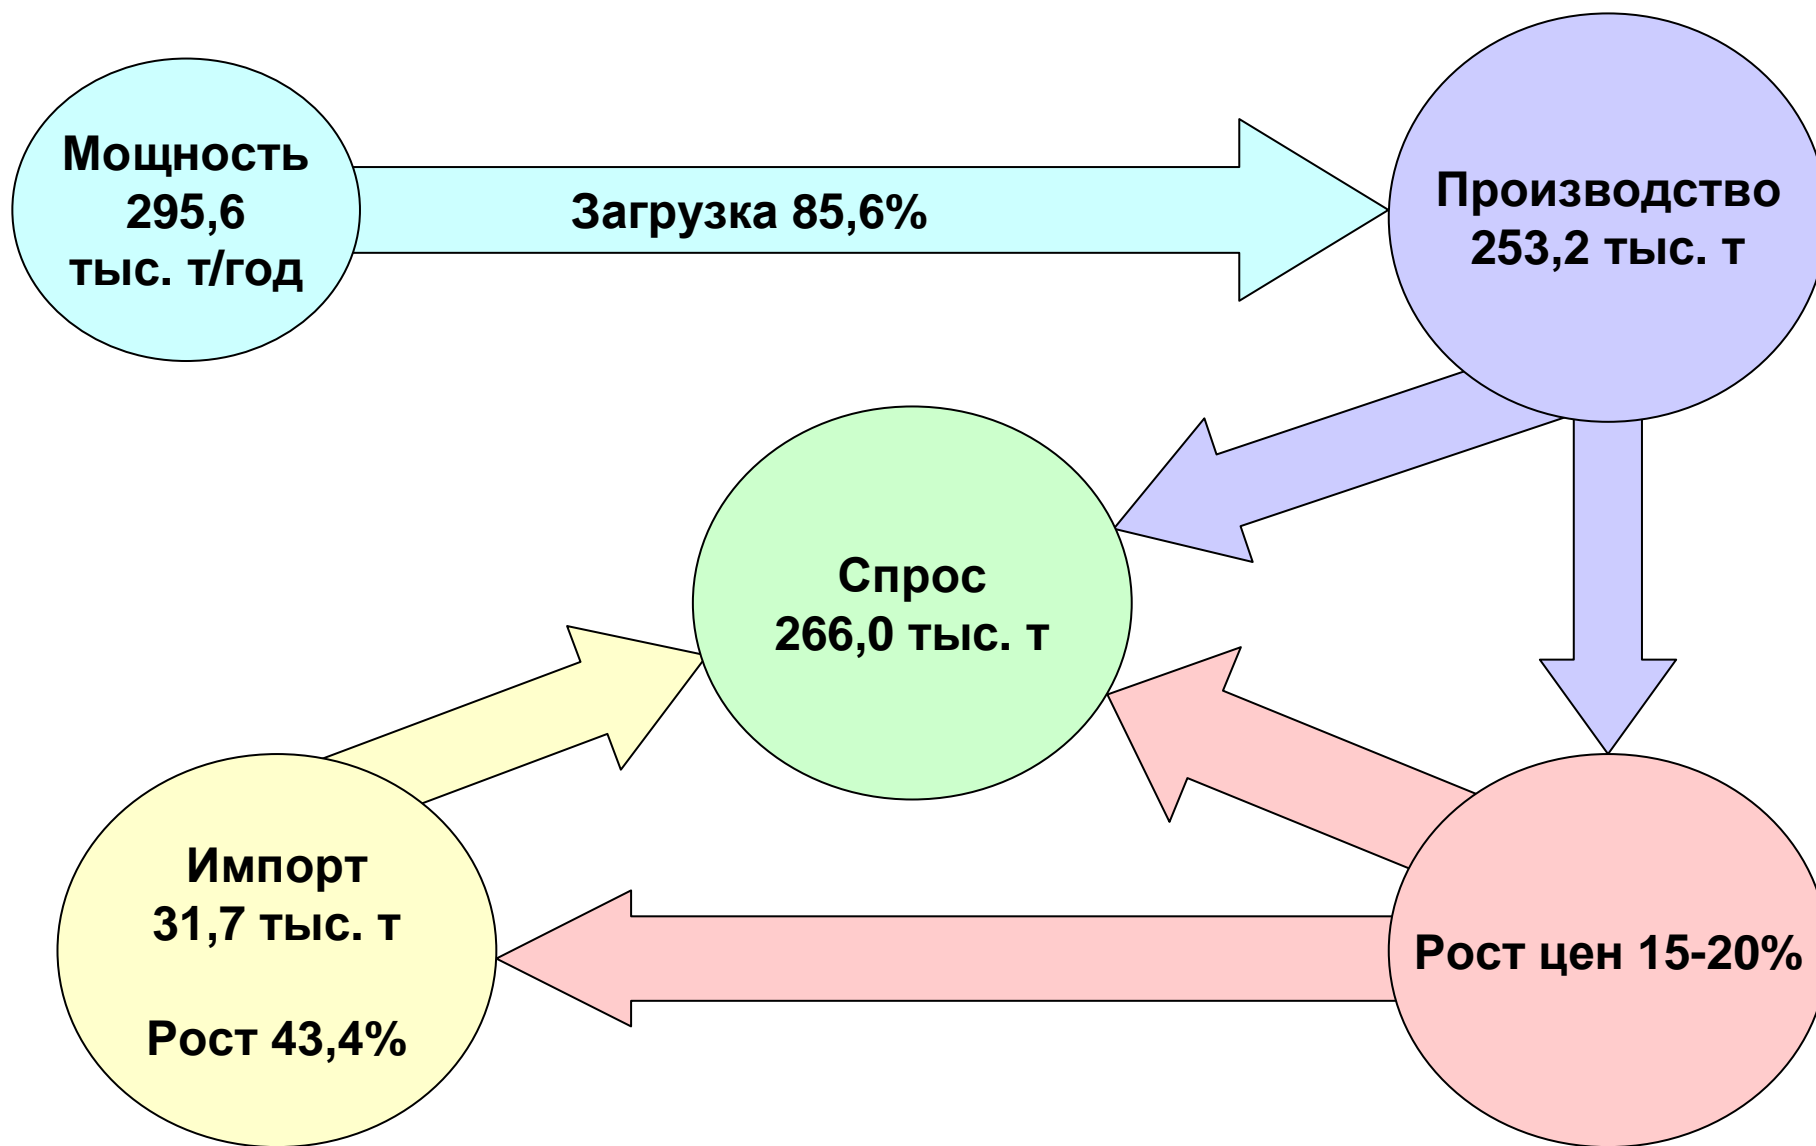 Мощность
295,6
тыс. т/год
Загрузка 85,6%
Производство
253,2 тыс. т
Спрос
266,0 тыс. т
Импорт
31,7 тыс. т
Рост 43,4%
Рост цен 15-20%